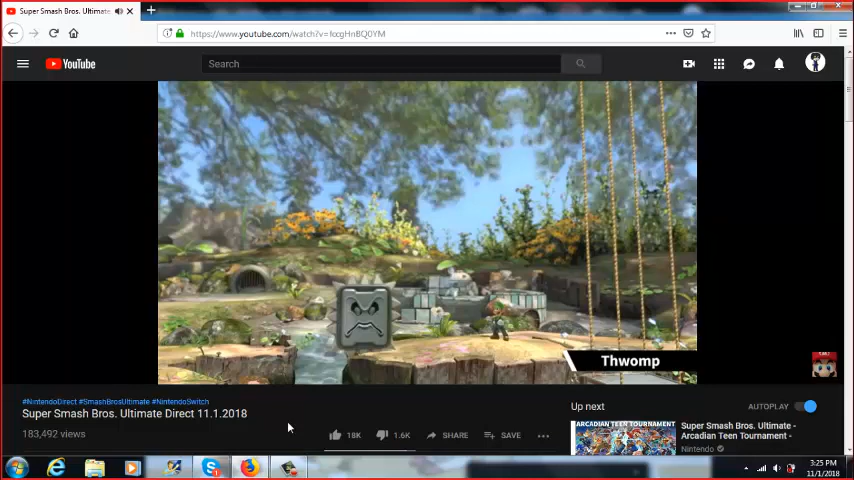 Super Smash Bros. Ultimate
https://www.youtube.com/watch?v=fccgHnBQ0YM
YouTube
Search
Thwomp
#NintendoDirect #SmashBrosUltimate #NintendoSwitch
Super Smash Bros. Ultimate Direct 11.1.2018
183,492 views
18K
1.6K
SHARE
SAVE
Up next
AUTOPLAY
ARCADIAN TEEN TOURNAMENT
Super Smash Bros. Ultimate -
Arcadian Teen Tournament -
Nintendo
3:25 PM
11/1/2018